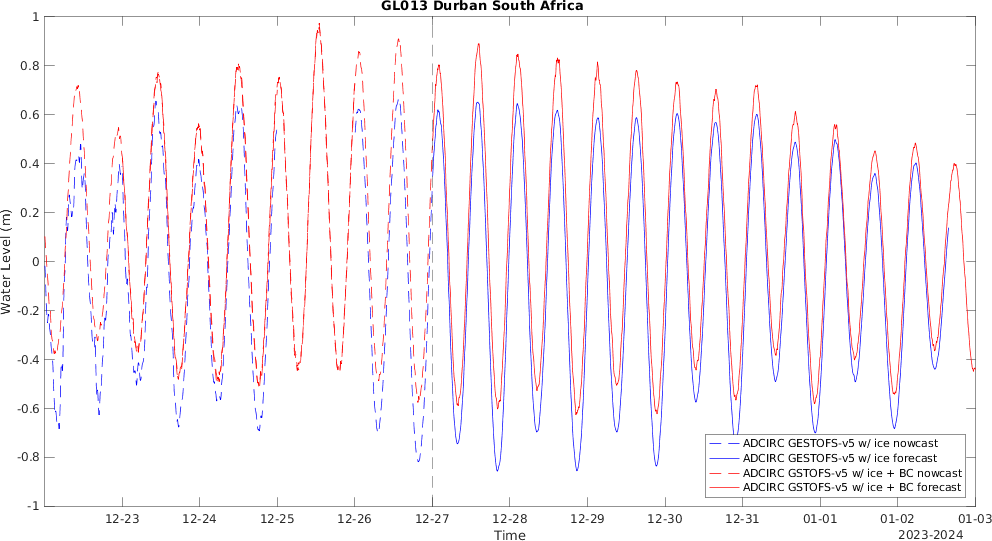 GL013 Durban South Africa
1
0.8
0.6
0.4
0.2
0
-0.2
-0.4
-0.6
-0.8
-1
Water Level (m)
ADCIRC GESTOFS-v5 w/ ice nowcast
ADCIRC GESTOFS-v5 w/ ice forecast
ADCIRC GSTOFS-v5 w/ ice + BC nowcast
ADCIRC GSTOFS-v5 w/ ice + BC forecast
12-23 12-24 12-25 12-26 12-27 12-28 12-29 12-30 12-31 01-01 01-02 01-03
Time
2023-2024